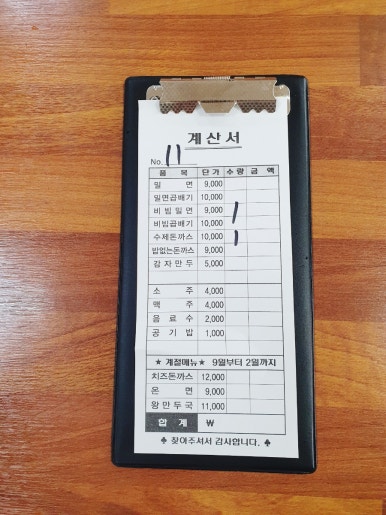 계 산 서
No. 11
품 목 단 가 수 량 금 액
밀 면 9,000
밀면곱배기 10,000
비 빔 밀 면 9,000 1
비빔곱배기 10,000
수제돈까스 10,000 1
밥없는돈까스 9,000
감 자 만 두 5,000
소 주 4,000
맥 주 4,000
음 료 수 2,000
공 기 밥 1,000
★ 계절메뉴★ 9월부터 2월까지
치즈돈까스 12,000
온 면 9,000
왕 만 두 국 11,000
합 계 ₩
♠ 찾아주셔서 감사합니다. ♠